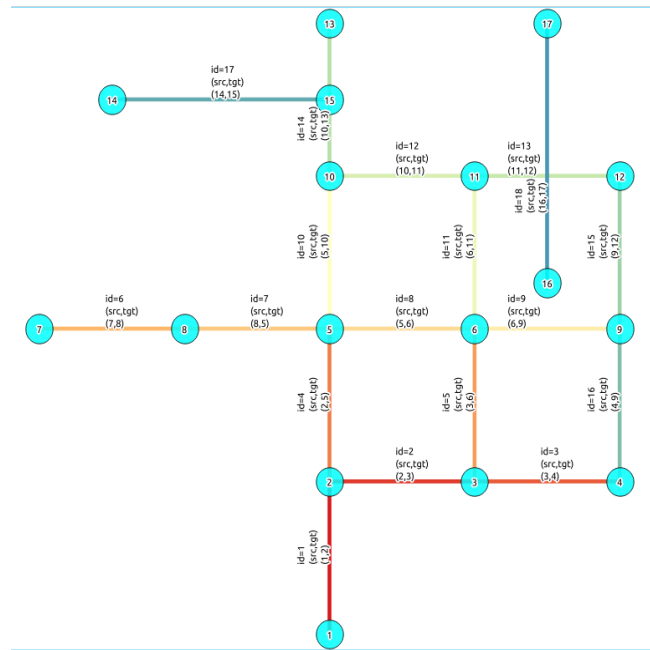 13
17
id=17
(src,tgt)
(14,15)
14
15
id=14
(src,tgt)
(10,13)
id=12
(src,tgt)
(10,11)
id=13
(src,tgt)
(11,12)
10
11
12
id=18
(src,tgt)
(16,17)
id=10
(src,tgt)
(5,10)
id=11
(src,tgt)
(6,11)
id=15
(src,tgt)
(9,12)
16
id=6
(src,tgt)
(7,8)
id=7
(src,tgt)
(8,5)
id=8
(src,tgt)
(5,6)
id=9
(src,tgt)
(6,9)
7
8
5
6
9
id=4
(src,tgt)
(2,5)
id=5
(src,tgt)
(3,6)
id=16
(src,tgt)
(4,9)
id=2
(src,tgt)
(2,3)
id=3
(src,tgt)
(3,4)
2
3
4
id=1
(src,tgt)
(1,2)
1